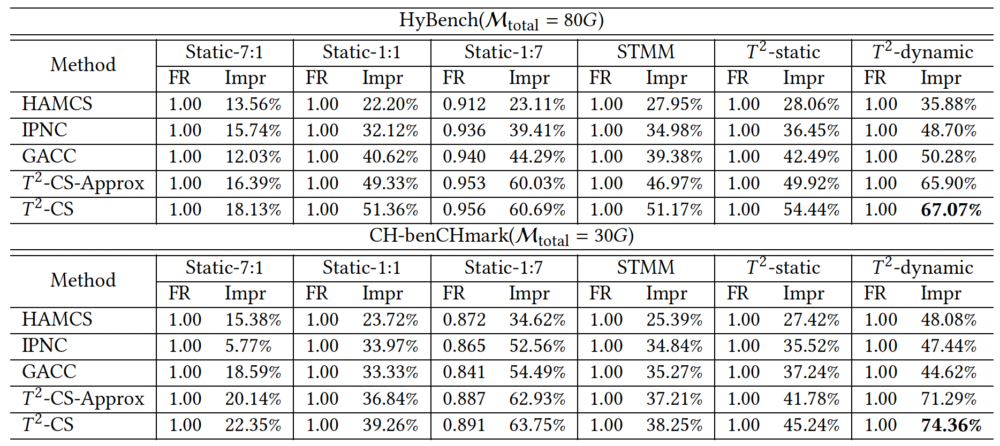 HyBench(𝓜total = 80G)
Method Static-7:1 Static-1:1 Static-1:7 STMM T²-static T²-dynamic
FR Impr FR Impr FR Impr FR Impr FR Impr FR Impr
HAMCS 1.00 13.56% 1.00 22.20% 0.912 23.11% 1.00 27.95% 1.00 28.06% 1.00 35.88%
IPNC 1.00 15.74% 1.00 32.12% 0.936 39.41% 1.00 34.98% 1.00 36.45% 1.00 48.70%
GACC 1.00 12.03% 1.00 40.62% 0.940 44.29% 1.00 39.38% 1.00 42.49% 1.00 50.28%
T²-CS-Approx 1.00 16.39% 1.00 49.33% 0.953 60.03% 1.00 46.97% 1.00 49.92% 1.00 65.90%
T²-CS 1.00 18.13% 1.00 51.36% 0.956 60.69% 1.00 51.17% 1.00 54.44% 1.00 67.07%
CH-benCHmark(𝓜total = 30G)
Method Static-7:1 Static-1:1 Static-1:7 STMM T²-static T²-dynamic
FR Impr FR Impr FR Impr FR Impr FR Impr FR Impr
HAMCS 1.00 15.38% 1.00 23.72% 0.872 34.62% 1.00 25.39% 1.00 27.42% 1.00 48.08%
IPNC 1.00 5.77% 1.00 33.97% 0.865 52.56% 1.00 34.84% 1.00 35.52% 1.00 47.44%
GACC 1.00 18.59% 1.00 33.33% 0.841 54.49% 1.00 35.27% 1.00 37.24% 1.00 44.62%
T²-CS-Approx 1.00 20.14% 1.00 36.84% 0.887 62.93% 1.00 37.21% 1.00 41.78% 1.00 71.29%
T²-CS 1.00 22.35% 1.00 39.26% 0.891 63.75% 1.00 38.25% 1.00 45.24% 1.00 74.36%